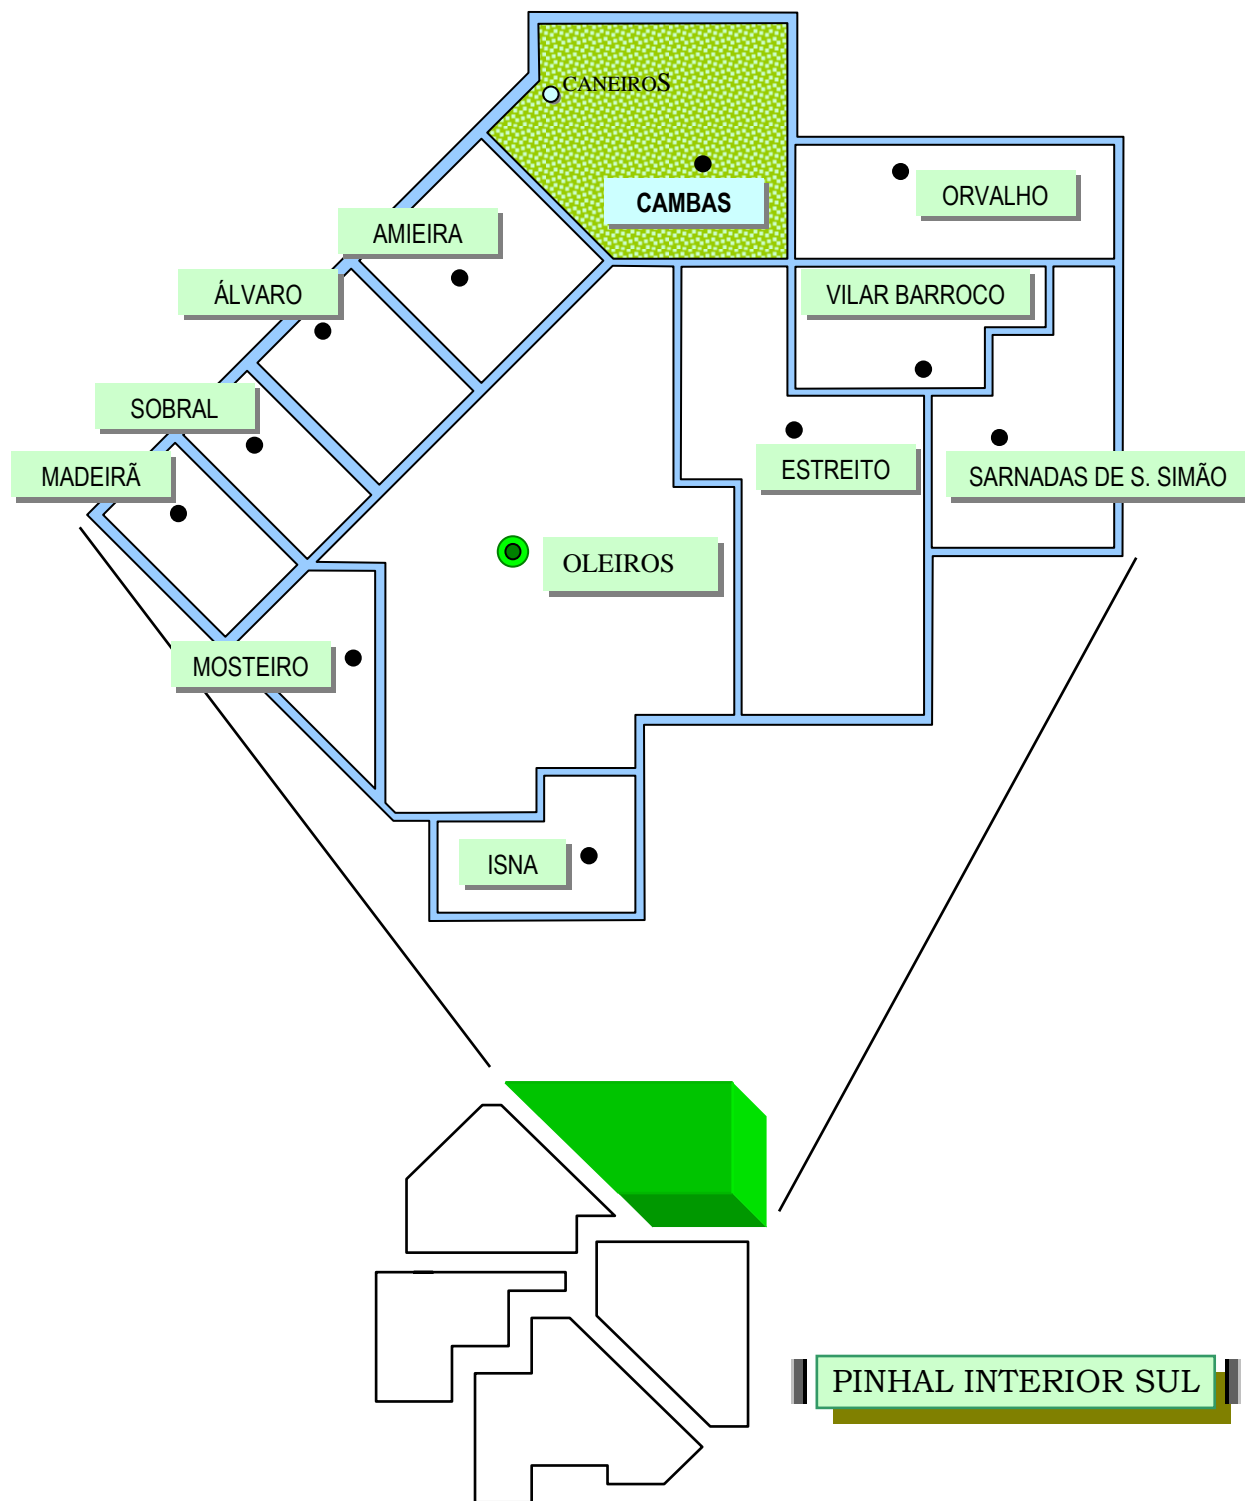 CANEIROS
CAMBAS
ORVALHO
AMIEIRA
ÁLVARO
VILAR BARROCO
SOBRAL
MADEIRÃ
ESTREITO
SARNADAS DE S. SIMÃO
OLEIROS
MOSTEIRO
ISNA
PINHAL INTERIOR SUL